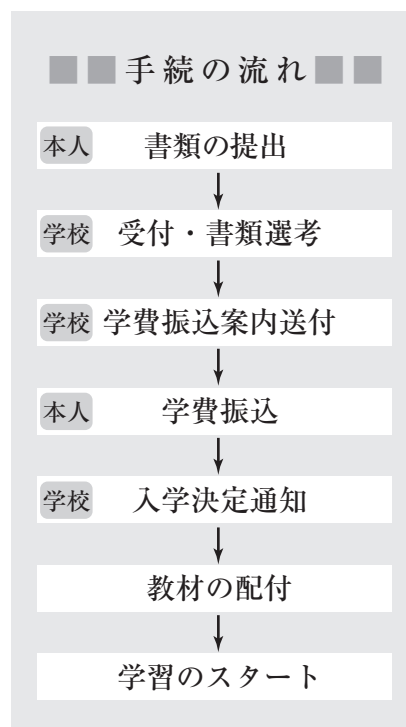 ■■手続の流れ■■
本人 書類の提出
学校 受付・書類選考
学校 学費振込案内送付
本人 学費振込
学校 入学決定通知
教材の配付
学習のスタート